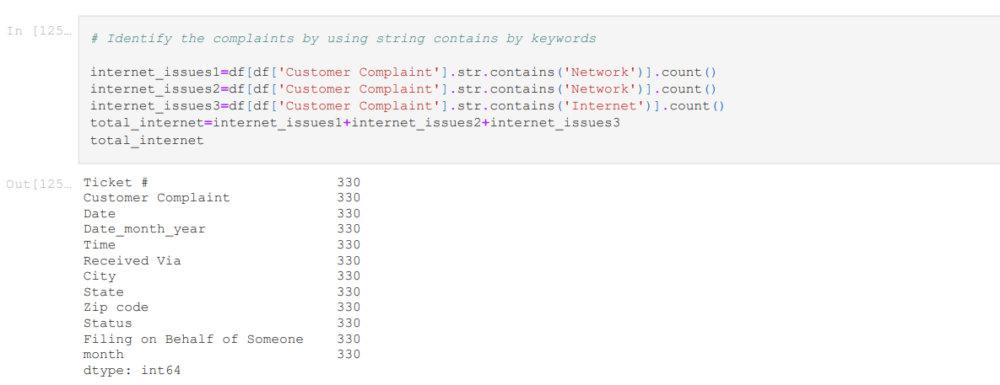 In [125…
# Identify the complaints by using string contains by keywords
internet_issues1=df[df['Customer Complaint'].str.contains('Network')].count()
internet_issues2=df[df['Customer Complaint'].str.contains('Network')].count()
internet_issues3=df[df['Customer Complaint'].str.contains('Internet')].count()
total_internet=internet_issues1+internet_issues2+internet_issues3
total_internet
Out[125…
Ticket # 330
Customer Complaint 330
Date 330
Date_month_year 330
Time 330
Received Via 330
City 330
State 330
Zip code 330
Status 330
Filing on Behalf of Someone 330
month 330
dtype: int64